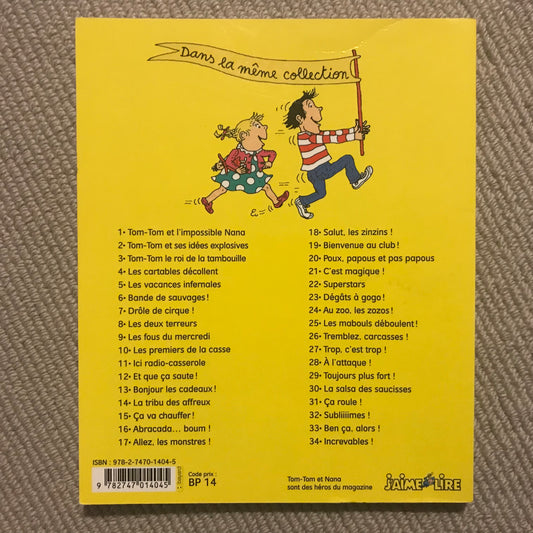 Dans la même collection
1• Tom-Tom et l'impossible Nana
2• Tom-Tom et ses idées explosives
3• Tom-Tom le roi de la tambouille
4• Les cartables décollent
5• Les vacances infernales
6• Bande de sauvages !
7• Drôle de cirque !
8• Les deux terreurs
9• Les fous du mercredi
10• Les premiers de la casse
11• Ici radio-casserole
12• Et que ça saute !
13• Bonjour les cadeaux !
14• La tribu des affreux
15• Ça va chauffer !
16• Abracada... boum !
17• Allez, les monstres !
18• Salut, les zinzins !
19• Bienvenue au club !
20• Poux, papous et pas papous
21• C'est magique !
22• Superstars
23• Dégâts à gogo !
24• Au zoo, les zozos !
25• Les mabouls déboulent !
26• Tremblez, carcasses !
27• Trop, c'est trop !
28• À l'attaque !
29• Toujours plus fort !
30• La salsa des saucisses
31• Ça roule !
32• Subliiiimes !
33• Ben ça, alors !
34• Increvables !
ISBN : 978-2-7470-1404-5
9 782747 014045
Code prix :
BP 14
Tom-Tom et Nana
sont des héros du magazine
J'AIME LIRE